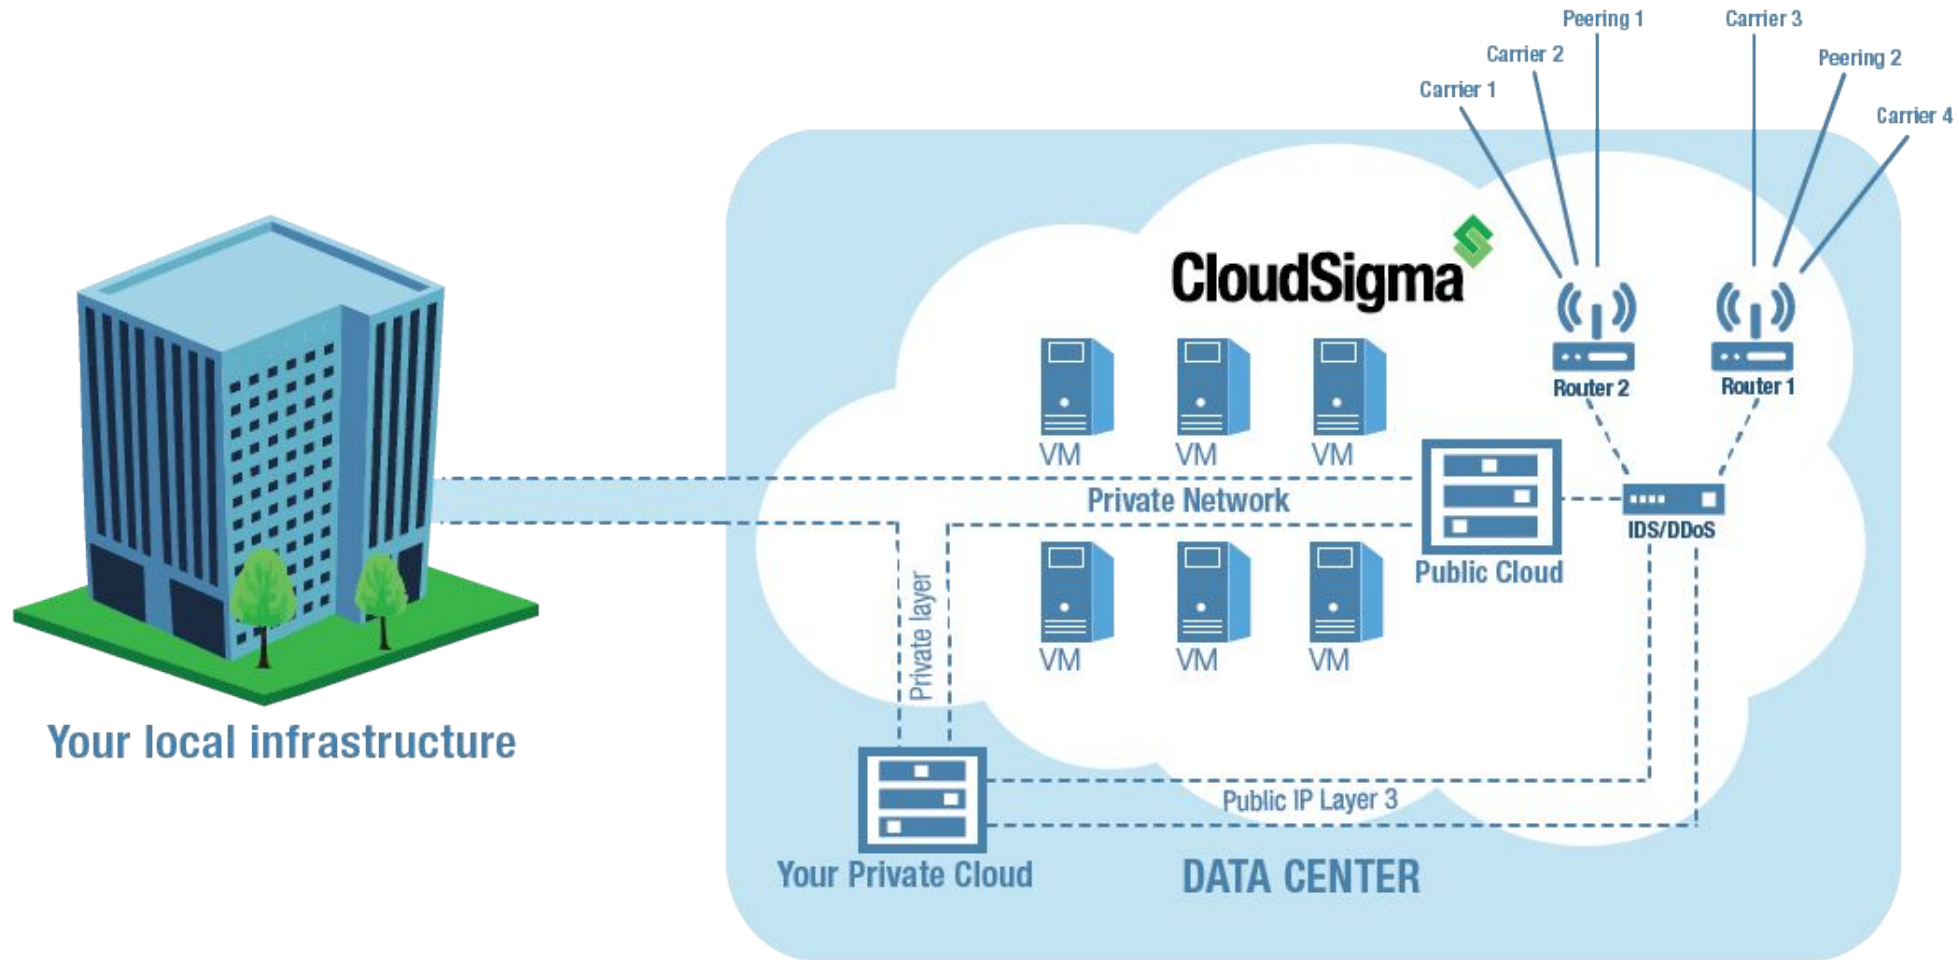 Peering 1
Carrier 3
Carrier 2
Peering 2
Carrier 1
Carrier 4
CloudSigma
Router 2
Router 1
VM
VM
VM
Private Network
IDS/DDoS
Public Cloud
Private layer
VM
VM
VM
Your local infrastructure
Public IP Layer 3
Your Private Cloud
DATA CENTER